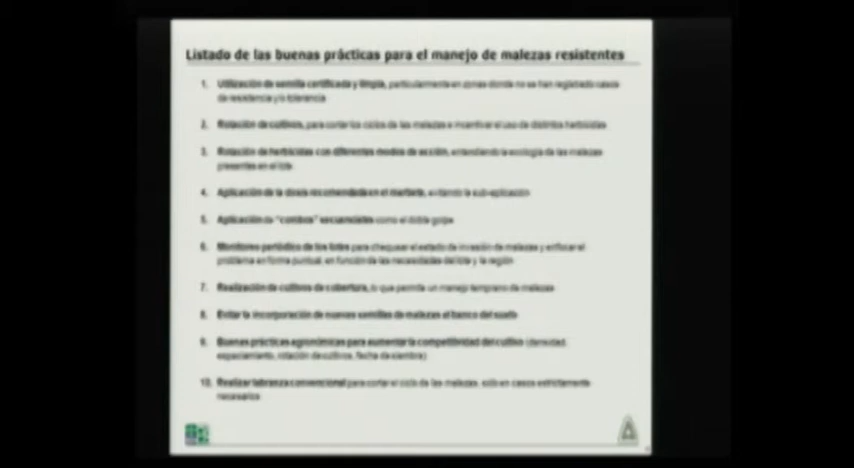 Listado de las buenas prácticas para el manejo de malezas resistentes
1. Utilización de semilla certificada y limpia, particularmente en zonas donde no se han registrado casos
de resistencia y/o tolerancia
2. Rotación de cultivos, para cortar los ciclos de las malezas e incentivar el uso de distintos herbicidas
3. Rotación de herbicidas con diferentes modos de acción, entendiendo la ecología de las malezas
presentes en el lote
4. Aplicación de la dosis recomendada en el marbete, evitando la sub-aplicación
5. Aplicación de "combos" secuenciales como el doble golpe
6. Monitoreo periódico de los lotes para chequear el estado de invasión de malezas y enfocar el
problema en forma puntual, en función de las necesidades del lote y la región
7. Realización de cultivos de cobertura, lo que permite un manejo temprano de malezas
8. Evitar la incorporación de nuevas semillas de malezas al banco del suelo
9. Buenas prácticas agronómicas para aumentar la competitividad del cultivo (densidad,
espaciamiento, rotación de cultivos, fecha de siembra)
10. Realizar labranza convencional para cortar el ciclo de las malezas, sólo en casos estrictamente
necesarios